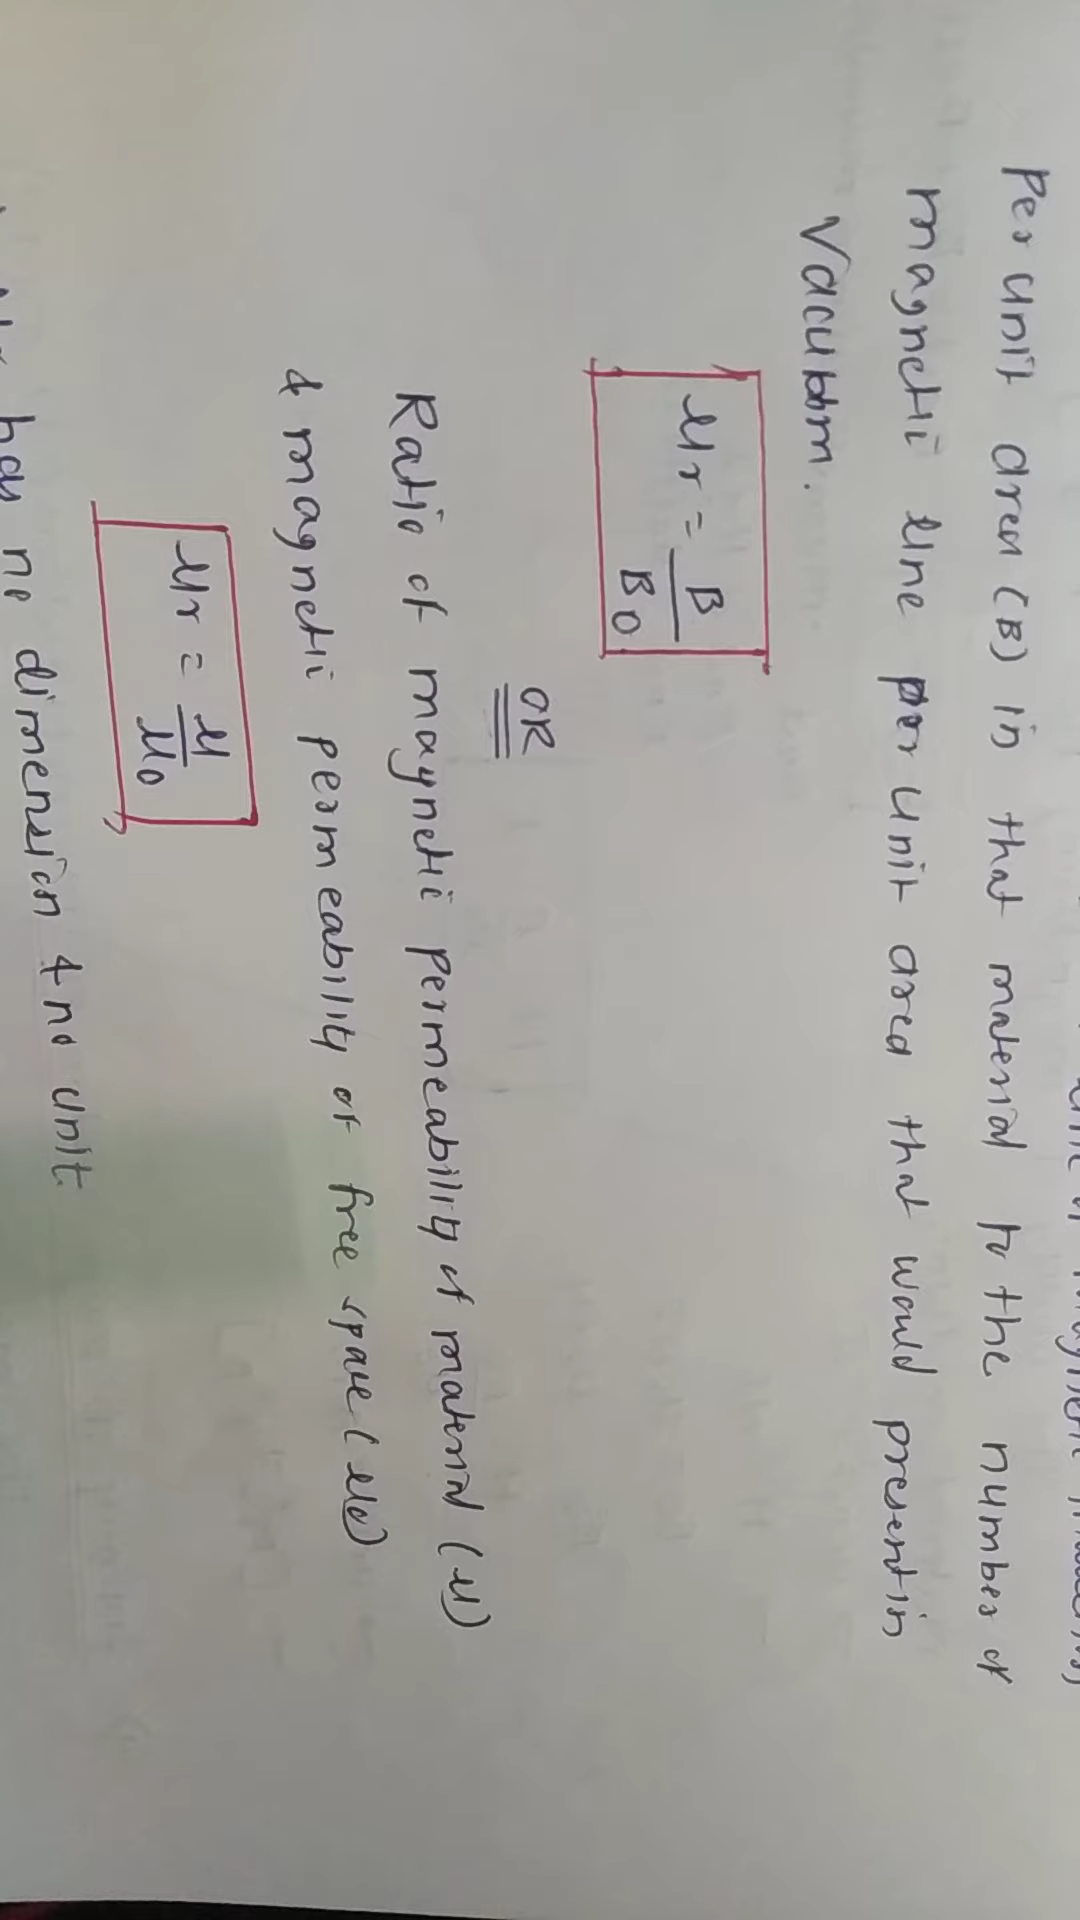 Per unit area (B) in that material to the number of
magnetic line per unit area that would present in
Vacuum.
μr = B/B0
OR
Ratio of magnetic permeability of material (μ)
& magnetic permeability of free space (μ0)
μr = μ/μ0
has no dimension & no unit.